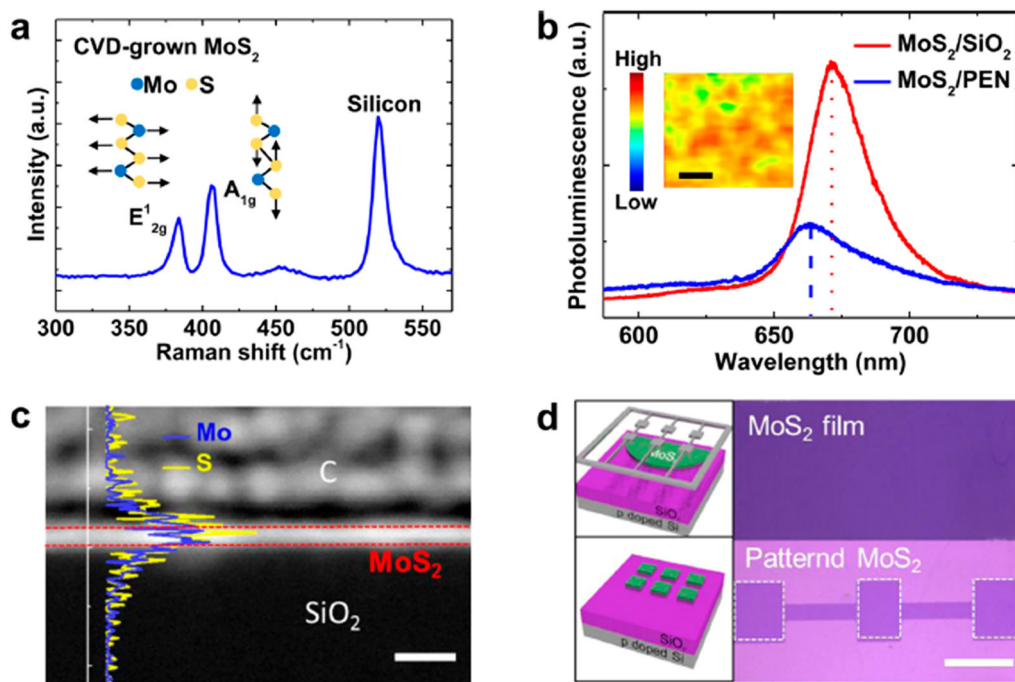 a
CVD-grown MoS₂
Mo S
Silicon
E¹₂g
A₁g
Intensity (a.u.)
300 350 400 450 500 550
Raman shift (cm⁻¹)
b
High
Low
MoS₂/SiO₂
MoS₂/PEN
Photoluminescence (a.u.)
600 650 700
Wavelength (nm)
c
Mo
S
C
MoS₂
SiO₂
d
MoS₂
SiO₂
p doped Si
MoS₂ film
SiO₂
p doped Si
Patternd MoS₂